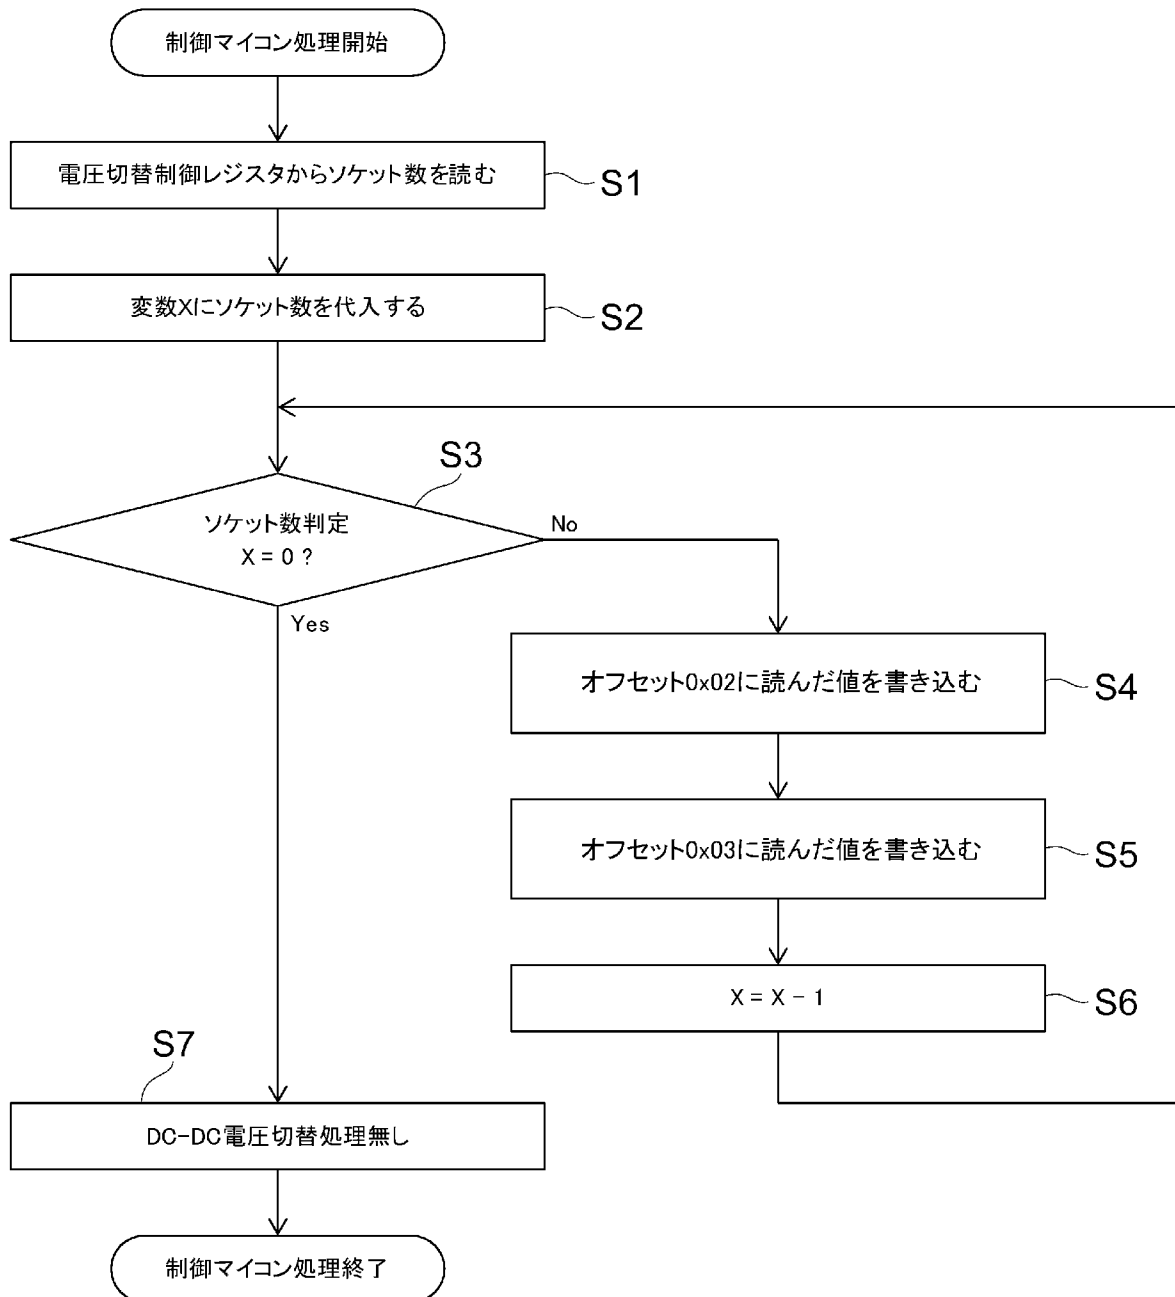 制御マイコン処理開始
電圧切替制御レジスタからソケット数を読む
S1
変数Xにソケット数を代入する
S2
S3
ソケット数判定
X = 0 ?
No
Yes
オフセット0x02に読んだ値を書き込む
S4
オフセット0x03に読んだ値を書き込む
S5
X = X − 1
S6
S7
DC−DC電圧切替処理無し
制御マイコン処理終了